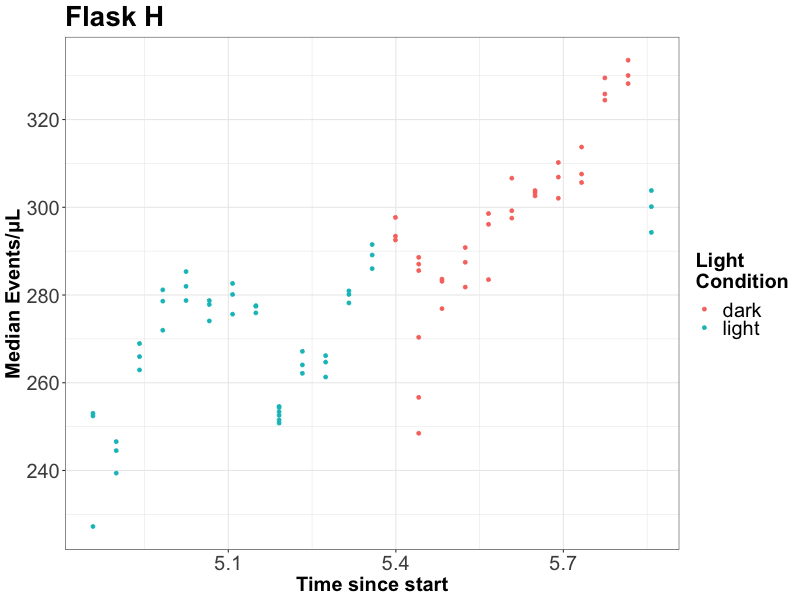 Flask H
Median Events/µL
320
300
280
260
240
5.1
5.4
5.7
Time since start
Light
Condition
dark
light